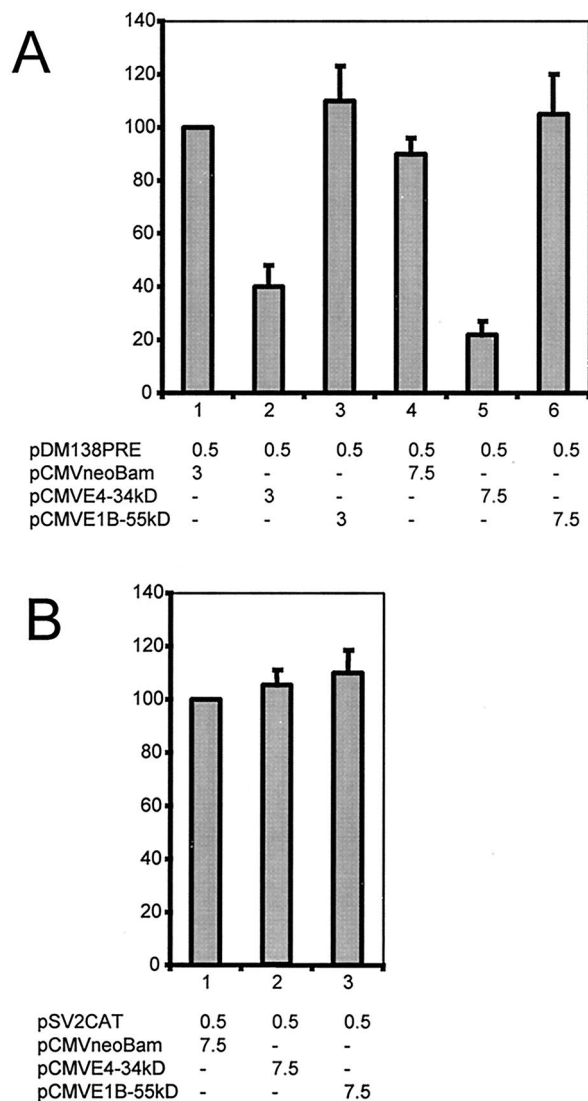 A
140
120
100
80
60
40
20
0
1 2 3 4 5 6
pDM138PRE 0.5 0.5 0.5 0.5 0.5 0.5
pCMVneoBam 3 - - 7.5 - -
pCMVE4-34kD - 3 - - 7.5 -
pCMVE1B-55kD - - 3 - - 7.5
B
140
120
100
80
60
40
20
0
1 2 3
pSV2CAT 0.5 0.5 0.5
pCMVneoBam 7.5 - -
pCMVE4-34kD - 7.5 -
pCMVE1B-55kD - - 7.5